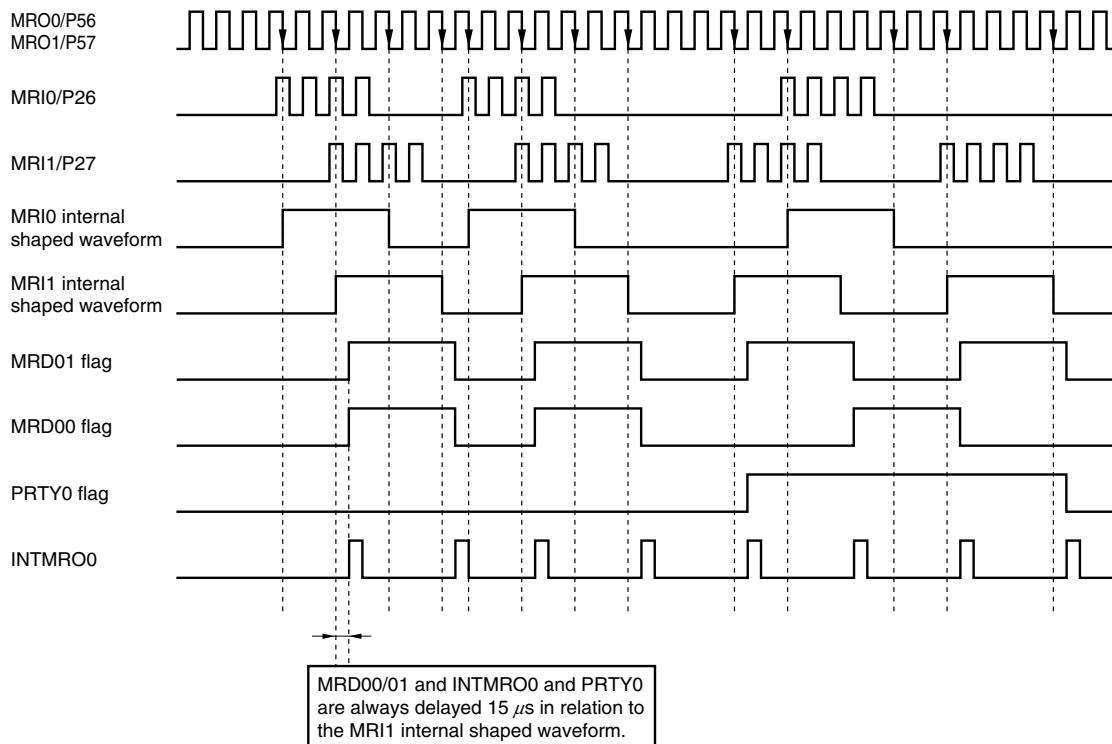 MRO0/P56
MRO1/P57
MRI0/P26
MRI1/P27
MRI0 internal
shaped waveform
MRI1 internal
shaped waveform
MRD01 flag
MRD00 flag
PRTY0 flag
INTMRO0
MRD00/01 and INTMRO0 and PRTY0
are always delayed 15 μs in relation to
the MRI1 internal shaped waveform.